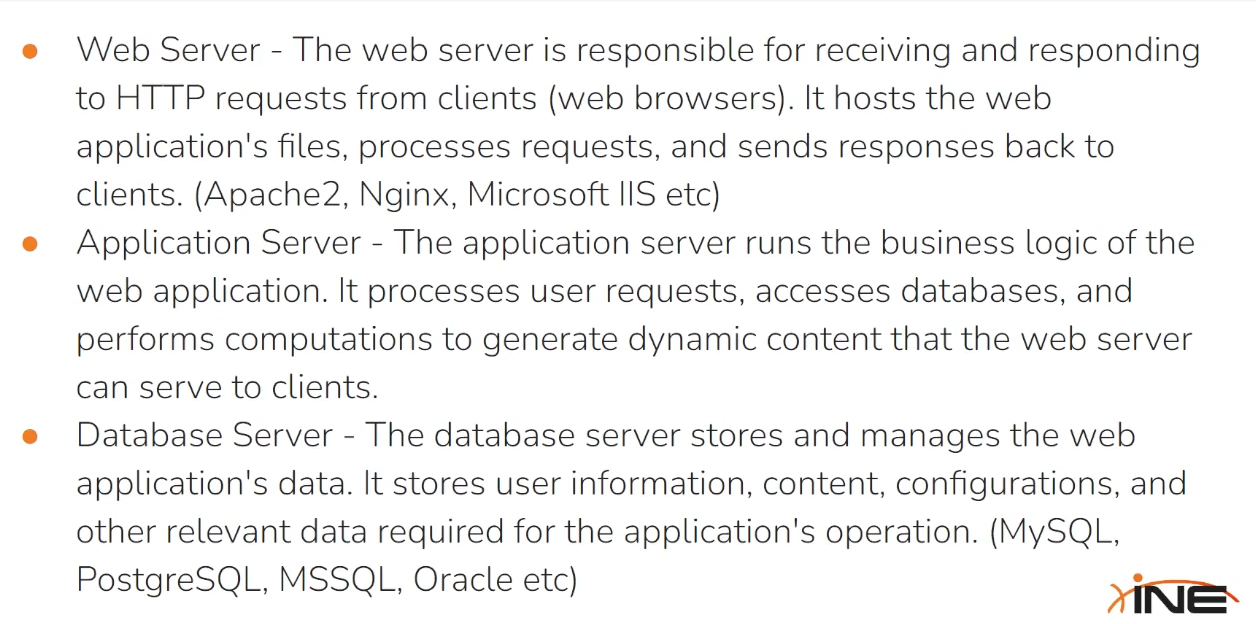 Web Server - The web server is responsible for receiving and responding
to HTTP requests from clients (web browsers). It hosts the web
application's files, processes requests, and sends responses back to
clients. (Apache2, Nginx, Microsoft IIS etc)
Application Server - The application server runs the business logic of the
web application. It processes user requests, accesses databases, and
performs computations to generate dynamic content that the web server
can serve to clients.
Database Server - The database server stores and manages the web
application's data. It stores user information, content, configurations, and
other relevant data required for the application's operation. (MySQL,
PostgreSQL, MSSQL, Oracle etc)
INE